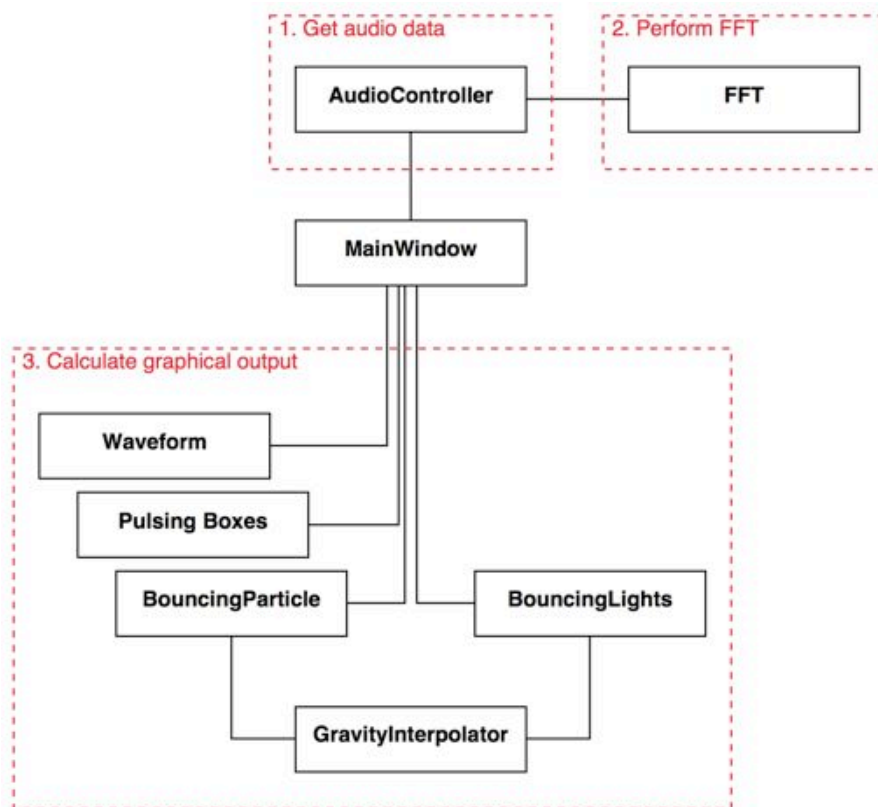 1. Get audio data
2. Perform FFT
AudioController
FFT
MainWindow
3. Calculate graphical output
Waveform
Pulsing Boxes
BouncingParticle
BouncingLights
GravityInterpolator